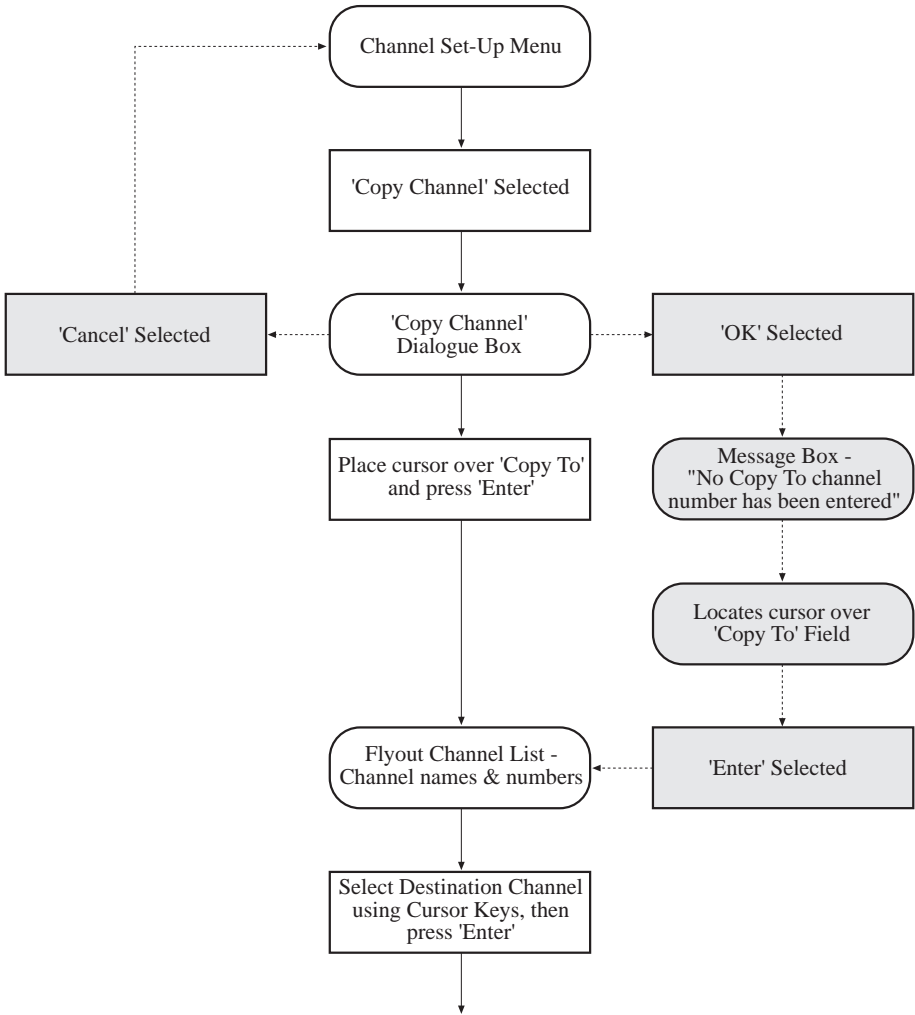 Channel Set-Up Menu
'Copy Channel' Selected
'Cancel' Selected
'Copy Channel'
Dialogue Box
'OK' Selected
Place cursor over 'Copy To'
and press 'Enter'
Message Box -
"No Copy To channel
number has been entered"
Locates cursor over
'Copy To' Field
Flyout Channel List -
Channel names & numbers
'Enter' Selected
Select Destination Channel
using Cursor Keys, then
press 'Enter'